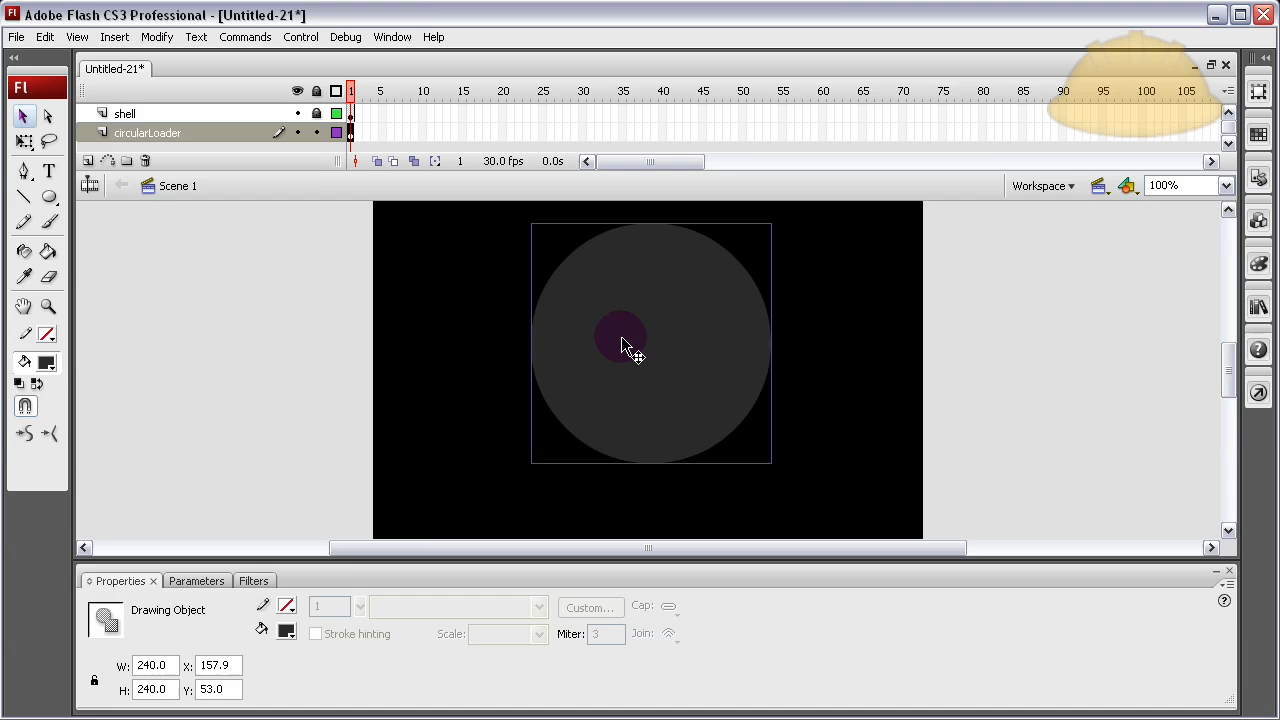 Fl Adobe Flash CS3 Professional - [Untitled-21*]
File Edit View Insert Modify Text Commands Control Debug Window Help
Untitled-21*
Fl
1 5 10 15 20 25 30 35 40 45 50 55 60 65 70 75 80 85 90 95 100 105
shell
circularLoader
1 30.0 fps 0.0s
Scene 1 Workspace 100%
Properties Parameters Filters
Drawing Object 1 Custom... Cap:
Stroke hinting Scale: Miter: 3 Join:
W: 240.0 X: 157.9
H: 240.0 Y: 53.0